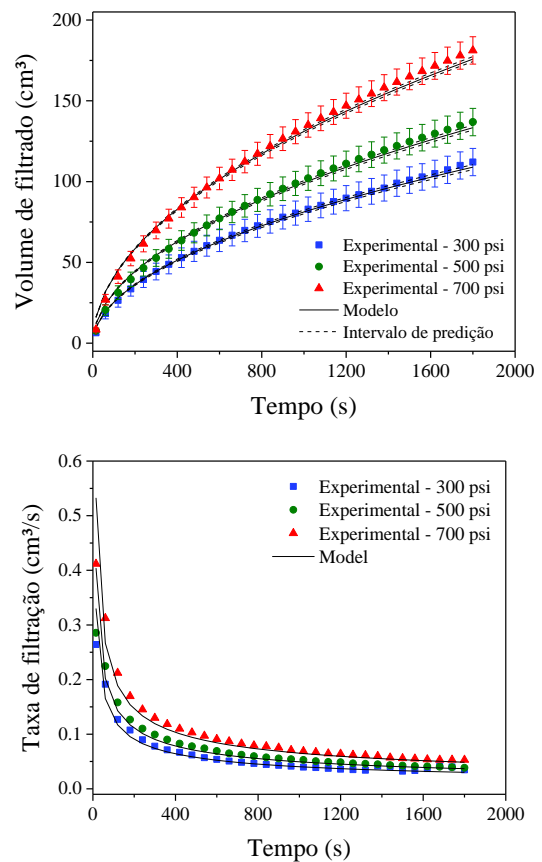 200
150
100
50
0
Volume de filtrado (cm³)
Experimental - 300 psi
Experimental - 500 psi
Experimental - 700 psi
Modelo
Intervalo de predição
0 400 800 1200 1600 2000
Tempo (s)
0.6
0.5
0.4
0.3
0.2
0.1
0.0
Taxa de filtração (cm³/s)
Experimental - 300 psi
Experimental - 500 psi
Experimental - 700 psi
Model
0 400 800 1200 1600 2000
Tempo (s)